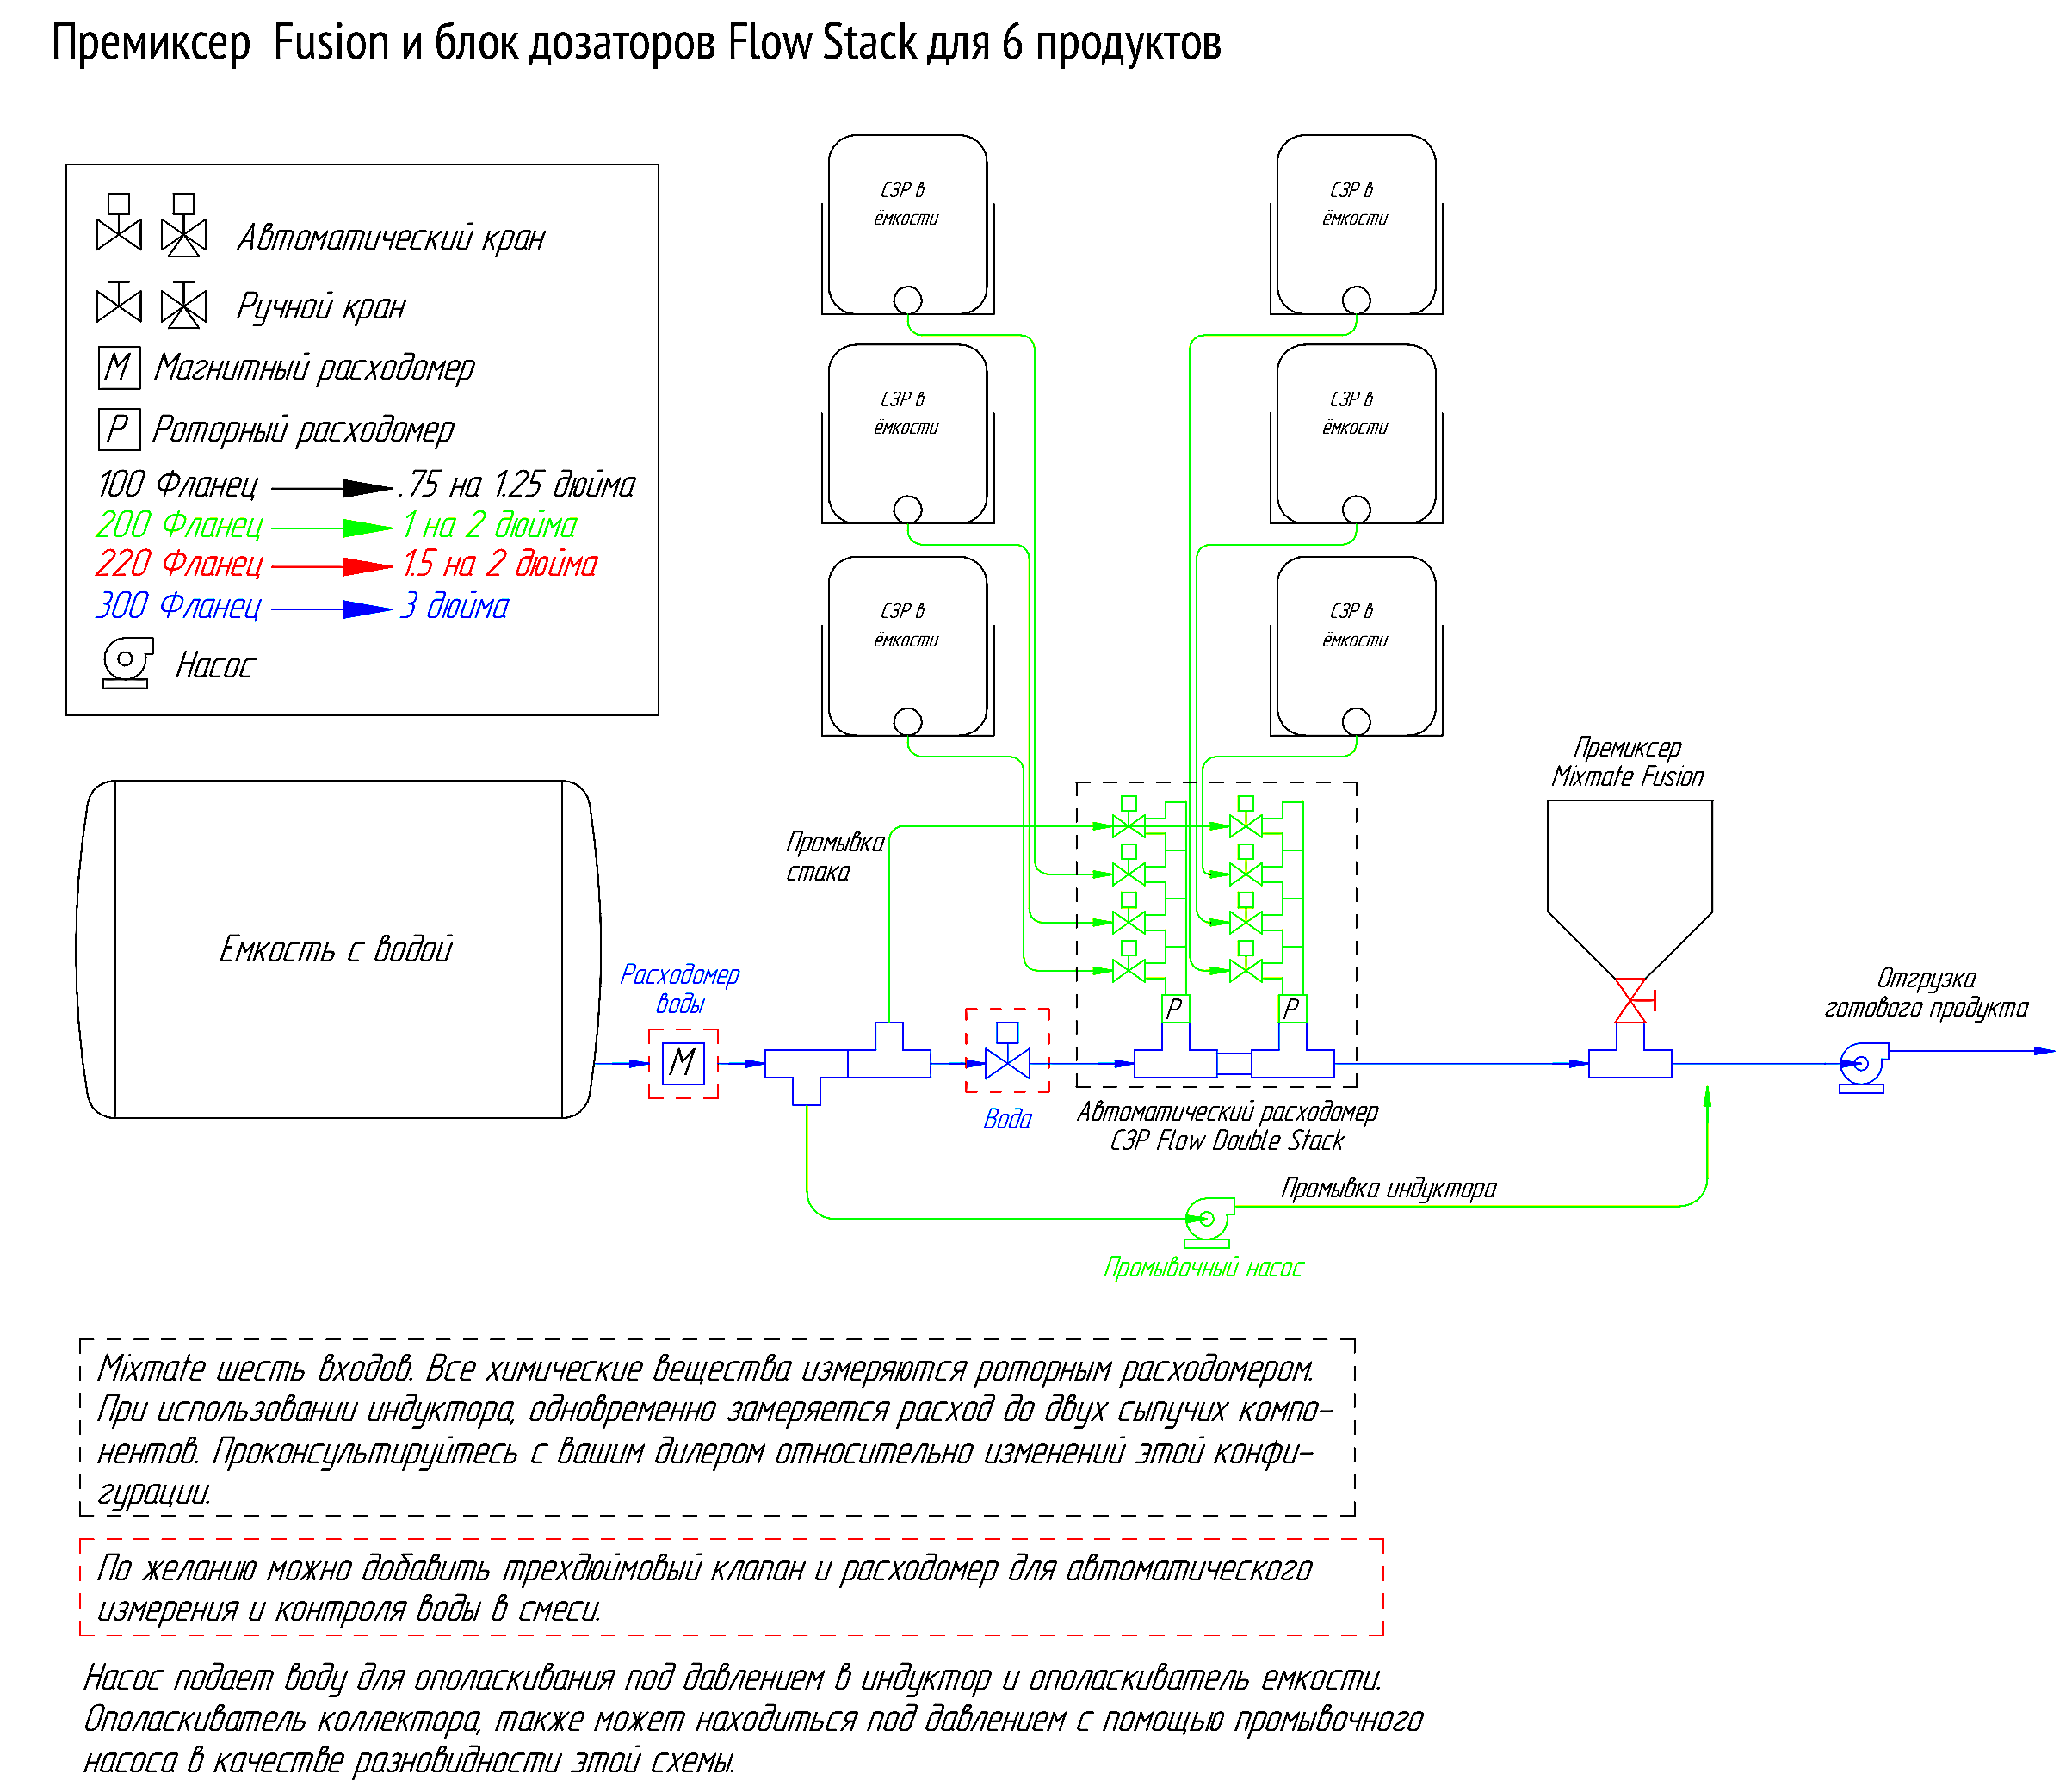 Премиксер Fusion и блок дозаторов Flow Stack для 6 продуктов
Автоматический кран
Ручной кран
M Магнитный расходомер
P Роторный расходомер
100 Фланец .75 на 1.25 дюйма
200 Фланец 1 на 2 дюйма
220 Фланец 1.5 на 2 дюйма
300 Фланец 3 дюйма
Насос
СЗР в
ёмкости
СЗР в
ёмкости
СЗР в
ёмкости
СЗР в
ёмкости
СЗР в
ёмкости
СЗР в
ёмкости
Премиксер
Mixmate Fusion
Промывка
стака
Емкость с водой
Расходомер
воды
M
P
P
Отгрузка
готового продукта
Вода
Автоматический расходомер
СЗР Flow Double Stack
Промывка индуктора
Промывочный насос
Mixmate шесть входов. Все химические вещества измеряются роторным расходомером.
При использовании индуктора, одновременно замеряется расход до двух сыпучих компо-
нентов. Проконсультируйтесь с вашим дилером относительно изменений этой конфи-
гурации.
По желанию можно добавить трехдюймовый клапан и расходомер для автоматического
измерения и контроля воды в смеси.
Насос подает воду для ополаскивания под давлением в индуктор и ополаскиватель емкости.
Ополаскиватель коллектора, также может находиться под давлением с помощью промывочного
насоса в качестве разновидности этой схемы.